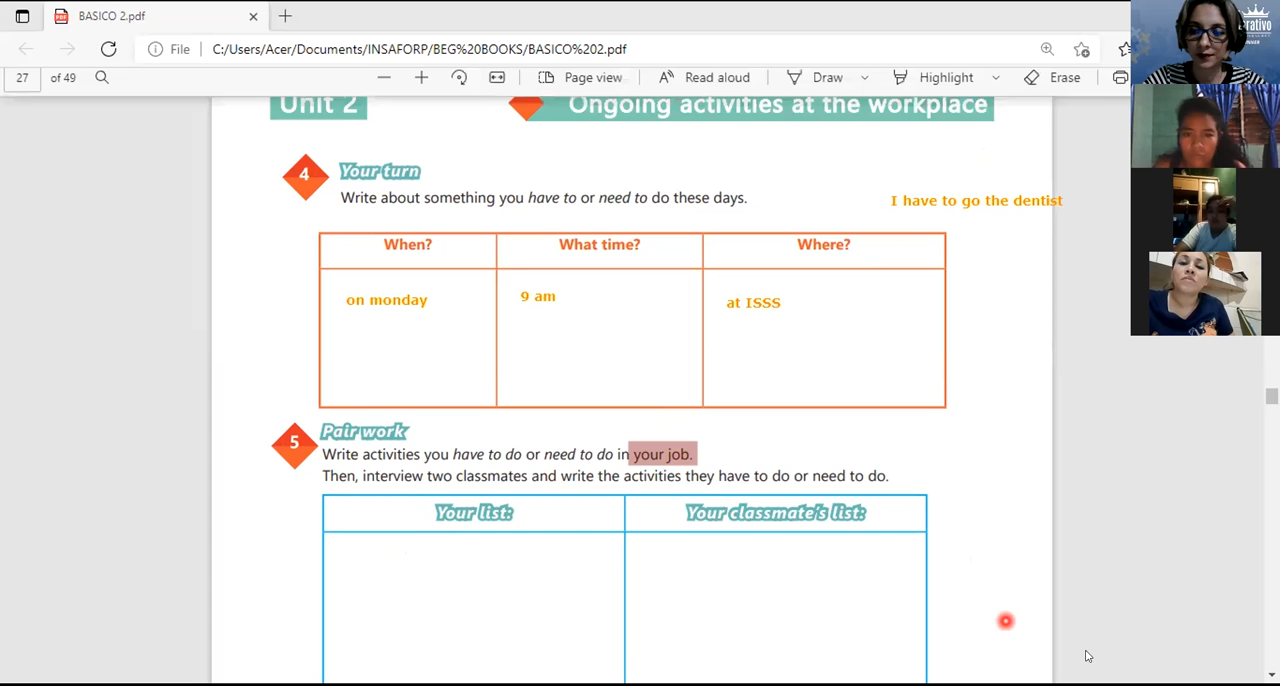 BASICO 2.pdf
File C:/Users/Acer/Documents/INSAFORP/BEG%20BOOKS/BASICO%202.pdf
27 of 49 Page view Read aloud Draw Highlight Erase
Unit 2 Ongoing activities at the workplace
4 Your turn
Write about something you have to or need to do these days.
I have to go the dentist
When? What time? Where?
on monday 9 am at ISSS
5 Pair work
Write activities you have to do or need to do in your job.
Then, interview two classmates and write the activities they have to do or need to do.
Your list: Your classmate's list: